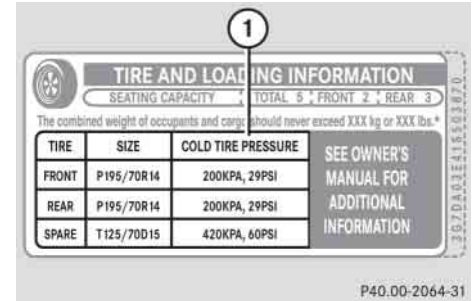 1
TIRE AND LOADING INFORMATION
SEATING CAPACITY TOTAL 5 FRONT 2 REAR 3
The combined weight of occupants and cargo should never exceed XXX kg or XXX lbs.*
TIRE SIZE COLD TIRE PRESSURE
FRONT P195/70R14 200KPA, 29PSI
REAR P195/70R14 200KPA, 29PSI
SPARE T125/70D15 420KPA, 60PSI
SEE OWNER'S
MANUAL FOR
ADDITIONAL
INFORMATION
3G7DA03E41S503870
P40.00-2064-31